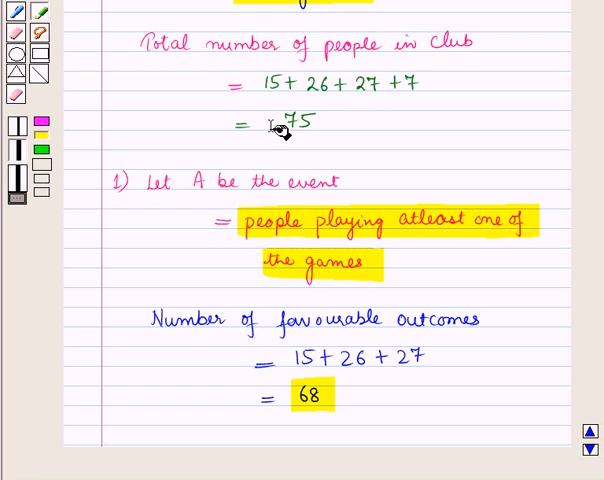 Total number of people in Club
= 15 + 26 + 27 + 7
= 75
1) Let A be the event
= people playing atleast one of
the games
Number of favourable outcomes
= 15 + 26 + 27
= 68